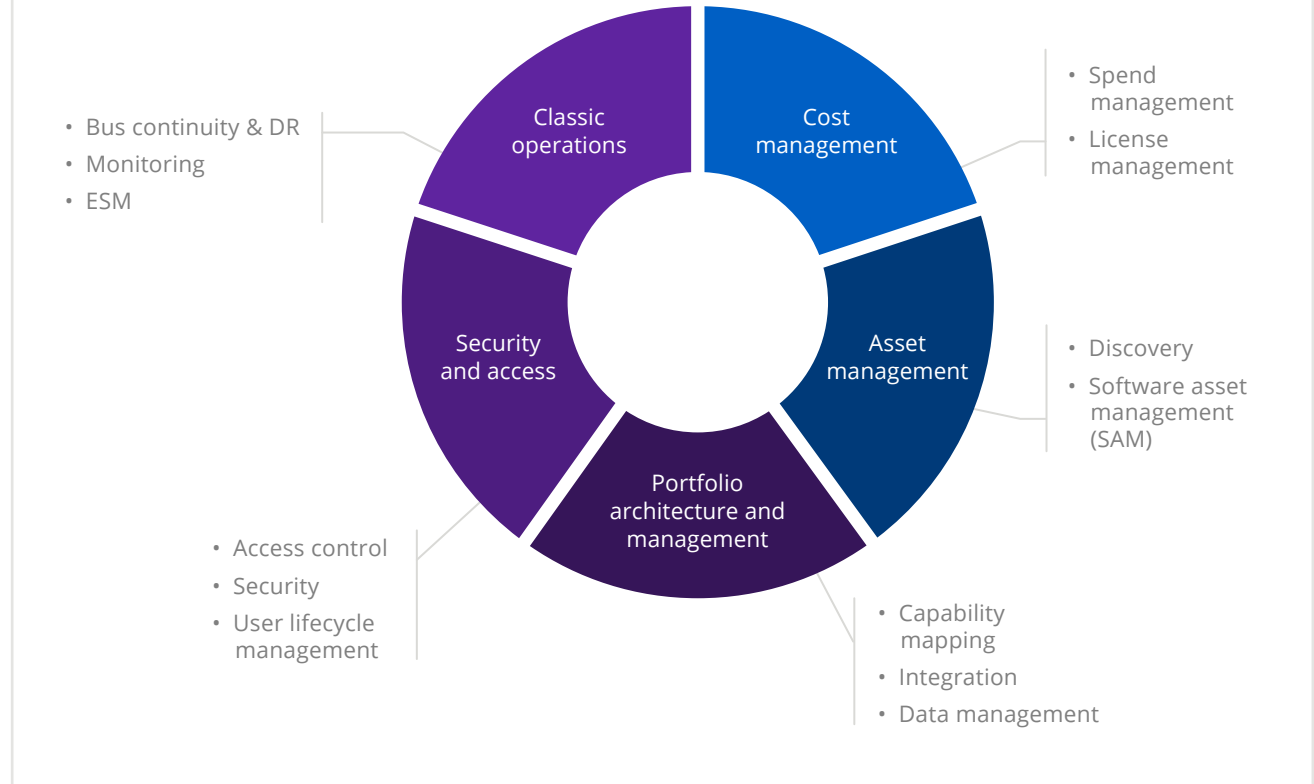 Classic
operations
Cost
management
Asset
management
Portfolio
architecture and
management
Security
and access
• Bus continuity & DR
• Monitoring
• ESM
• Spend
management
• License
management
• Discovery
• Software asset
management
(SAM)
• Capability
mapping
• Integration
• Data management
• Access control
• Security
• User lifecycle
management